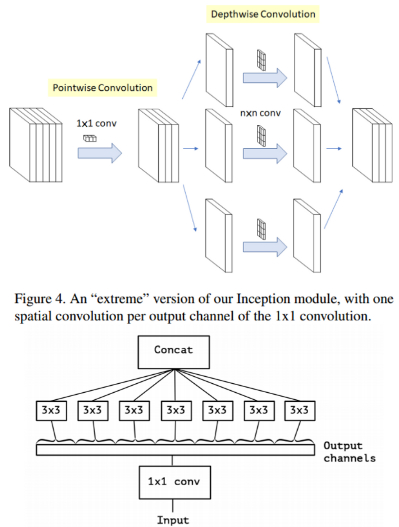 Depthwise Convolution
Pointwise Convolution
1x1 conv
nxn conv
Figure 4. An “extreme” version of our Inception module, with one
spatial convolution per output channel of the 1x1 convolution.
Concat
3x3 3x3 3x3 3x3 3x3 3x3 3x3
Output
channels
1x1 conv
Input